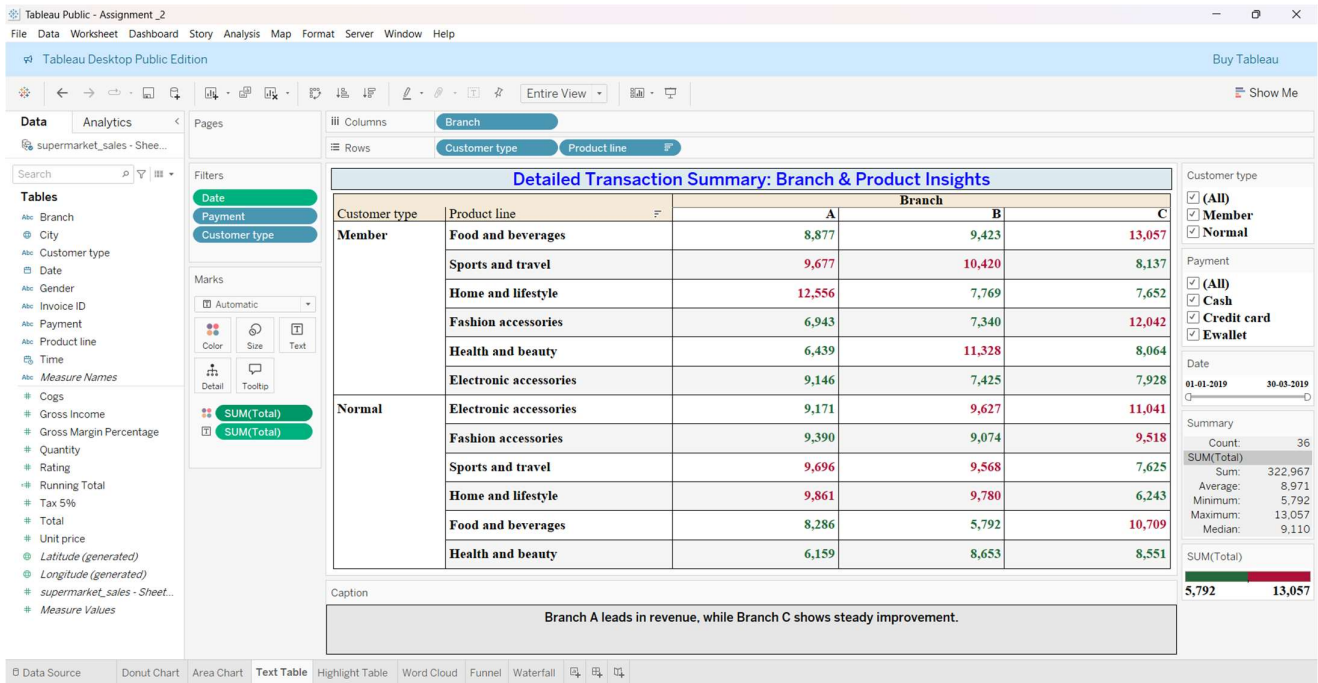 Tableau Public - Assignment _2
File Data Worksheet Dashboard Story Analysis Map Format Server Window Help
Tableau Desktop Public Edition Buy Tableau
Entire View Show Me
Data Analytics
supermarket_sales - Shee...
Search
Tables
Abc Branch
City
Abc Customer type
Date
Abc Gender
Abc Invoice ID
Abc Payment
Abc Product line
Time
Abc Measure Names
# Cogs
# Gross Income
# Gross Margin Percentage
# Quantity
# Rating
=# Running Total
# Tax 5%
# Total
# Unit price
Latitude (generated)
Longitude (generated)
# supermarket_sales - Sheet...
# Measure Values
Pages
Filters
Date
Payment
Customer type
Marks
Automatic
Color Size Text
Detail Tooltip
SUM(Total)
SUM(Total)
iii Columns Branch
Rows Customer type Product line
Detailed Transaction Summary: Branch & Product Insights
Branch
Customer type Product line A B C
Member Food and beverages 8,877 9,423 13,057
Sports and travel 9,677 10,420 8,137
Home and lifestyle 12,556 7,769 7,652
Fashion accessories 6,943 7,340 12,042
Health and beauty 6,439 11,328 8,064
Electronic accessories 9,146 7,425 7,928
Normal Electronic accessories 9,171 9,627 11,041
Fashion accessories 9,390 9,074 9,518
Sports and travel 9,696 9,568 7,625
Home and lifestyle 9,861 9,780 6,243
Food and beverages 8,286 5,792 10,709
Health and beauty 6,159 8,653 8,551
Caption
Branch A leads in revenue, while Branch C shows steady improvement.
Customer type
(All)
Member
Normal
Payment
(All)
Cash
Credit card
Ewallet
Date
01-01-2019 30-03-2019
Summary
Count: 36
SUM(Total)
Sum: 322,967
Average: 8,971
Minimum: 5,792
Maximum: 13,057
Median: 9,110
SUM(Total)
5,792 13,057
Data Source Donut Chart Area Chart Text Table Highlight Table Word Cloud Funnel Waterfall